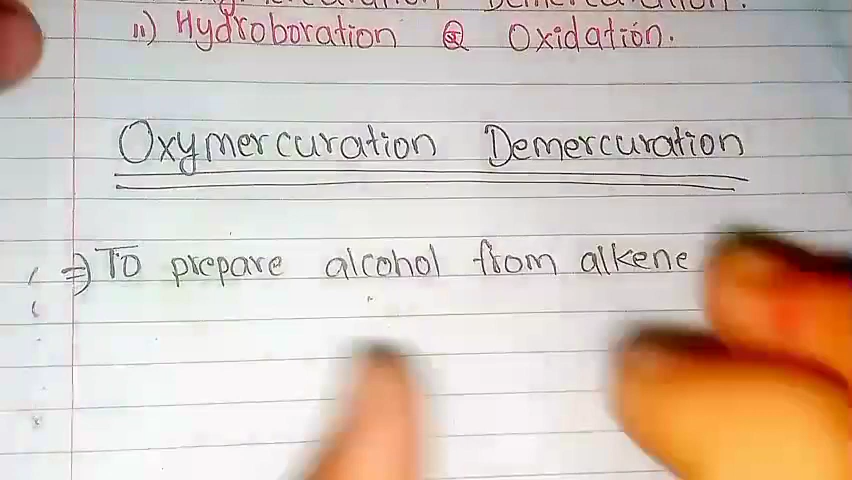 ii) Hydroboration @ Oxidation.
Oxymercuration Demercuration
⇒ To prepare alcohol from alkene